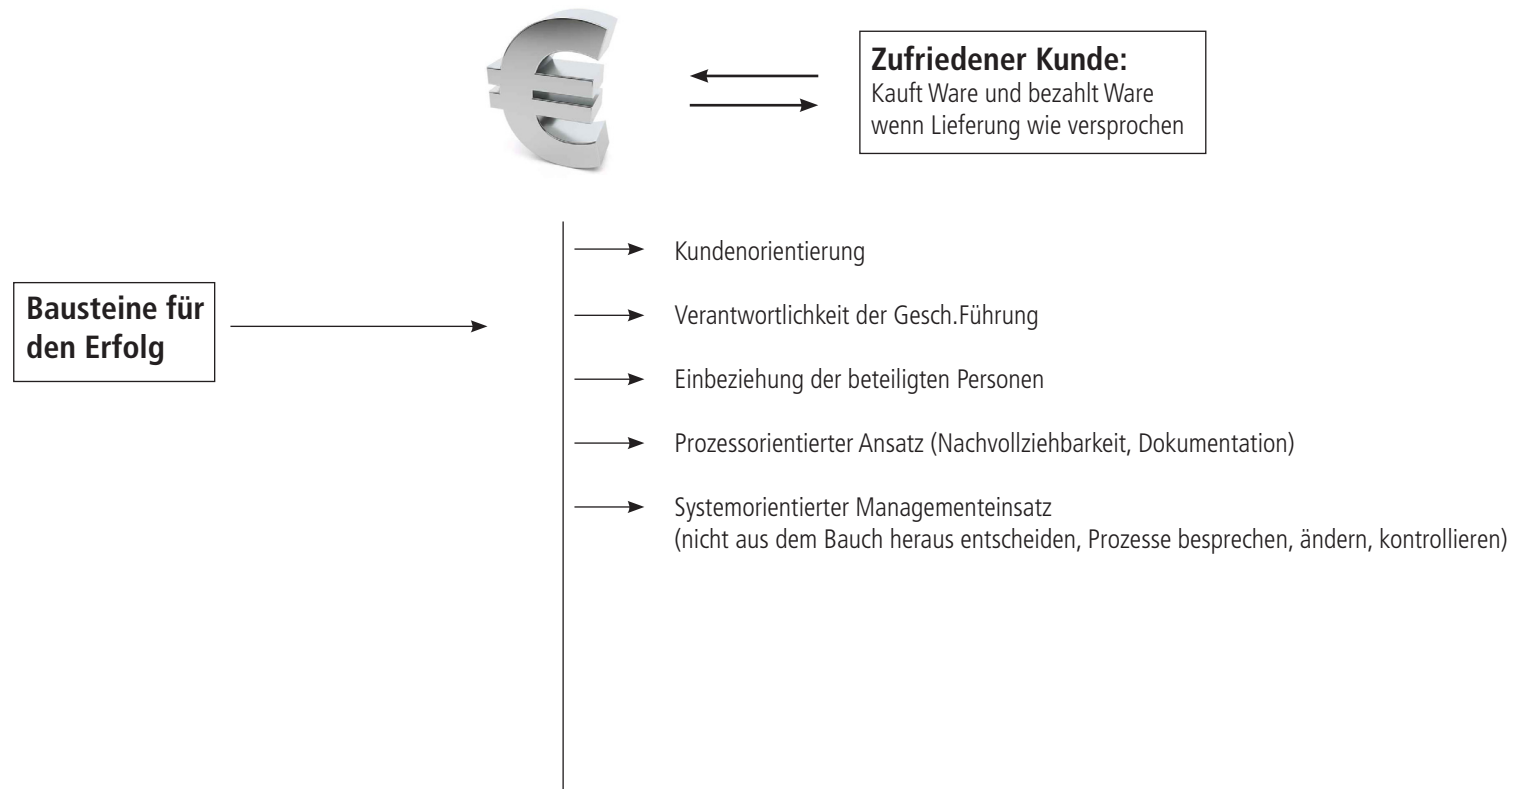 €
Zufriedener Kunde:
Kauft Ware und bezahlt Ware
wenn Lieferung wie versprochen
Bausteine für
den Erfolg
Kundenorientierung
Verantwortlichkeit der Gesch.Führung
Einbeziehung der beteiligten Personen
Prozessorientierter Ansatz (Nachvollziehbarkeit, Dokumentation)
Systemorientierter Managementeinsatz
(nicht aus dem Bauch heraus entscheiden, Prozesse besprechen, ändern, kontrollieren)